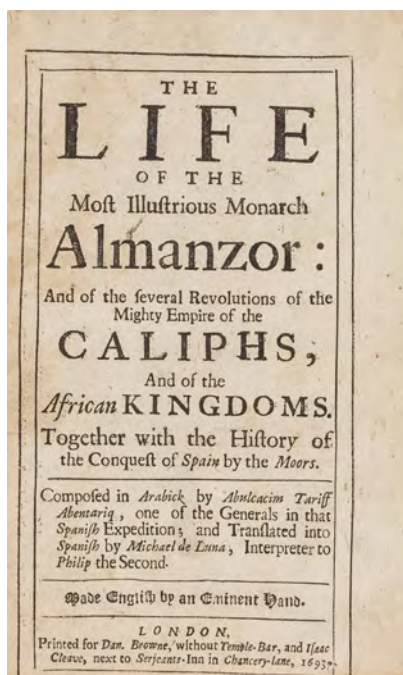 THE
LIFE
OF THE
Moſt Illuſtrious Monarch
Almanzor:
And of the ſeveral Revolutions of the
Mighty Empire of the
CALIPHS,
And of the
African KINGDOMS.
Together with the Hiſtory of
the Conqueſt of Spain by the Moors.
Compoſed in Arabick by Abulcacim Tariff
Abentariq, one of the Generals in that
Spaniſh Expedition; and Tranſlated into
Spaniſh by Michael de Luna, Interpreter to
Philip the Second.
Made Engliſh by an Eminent Hand.
LONDON,
Printed for Dan. Browne, without Temple-Bar, and Iſaac
Cleave, next to Serjeants-Inn in Chancery-lane, 1693.